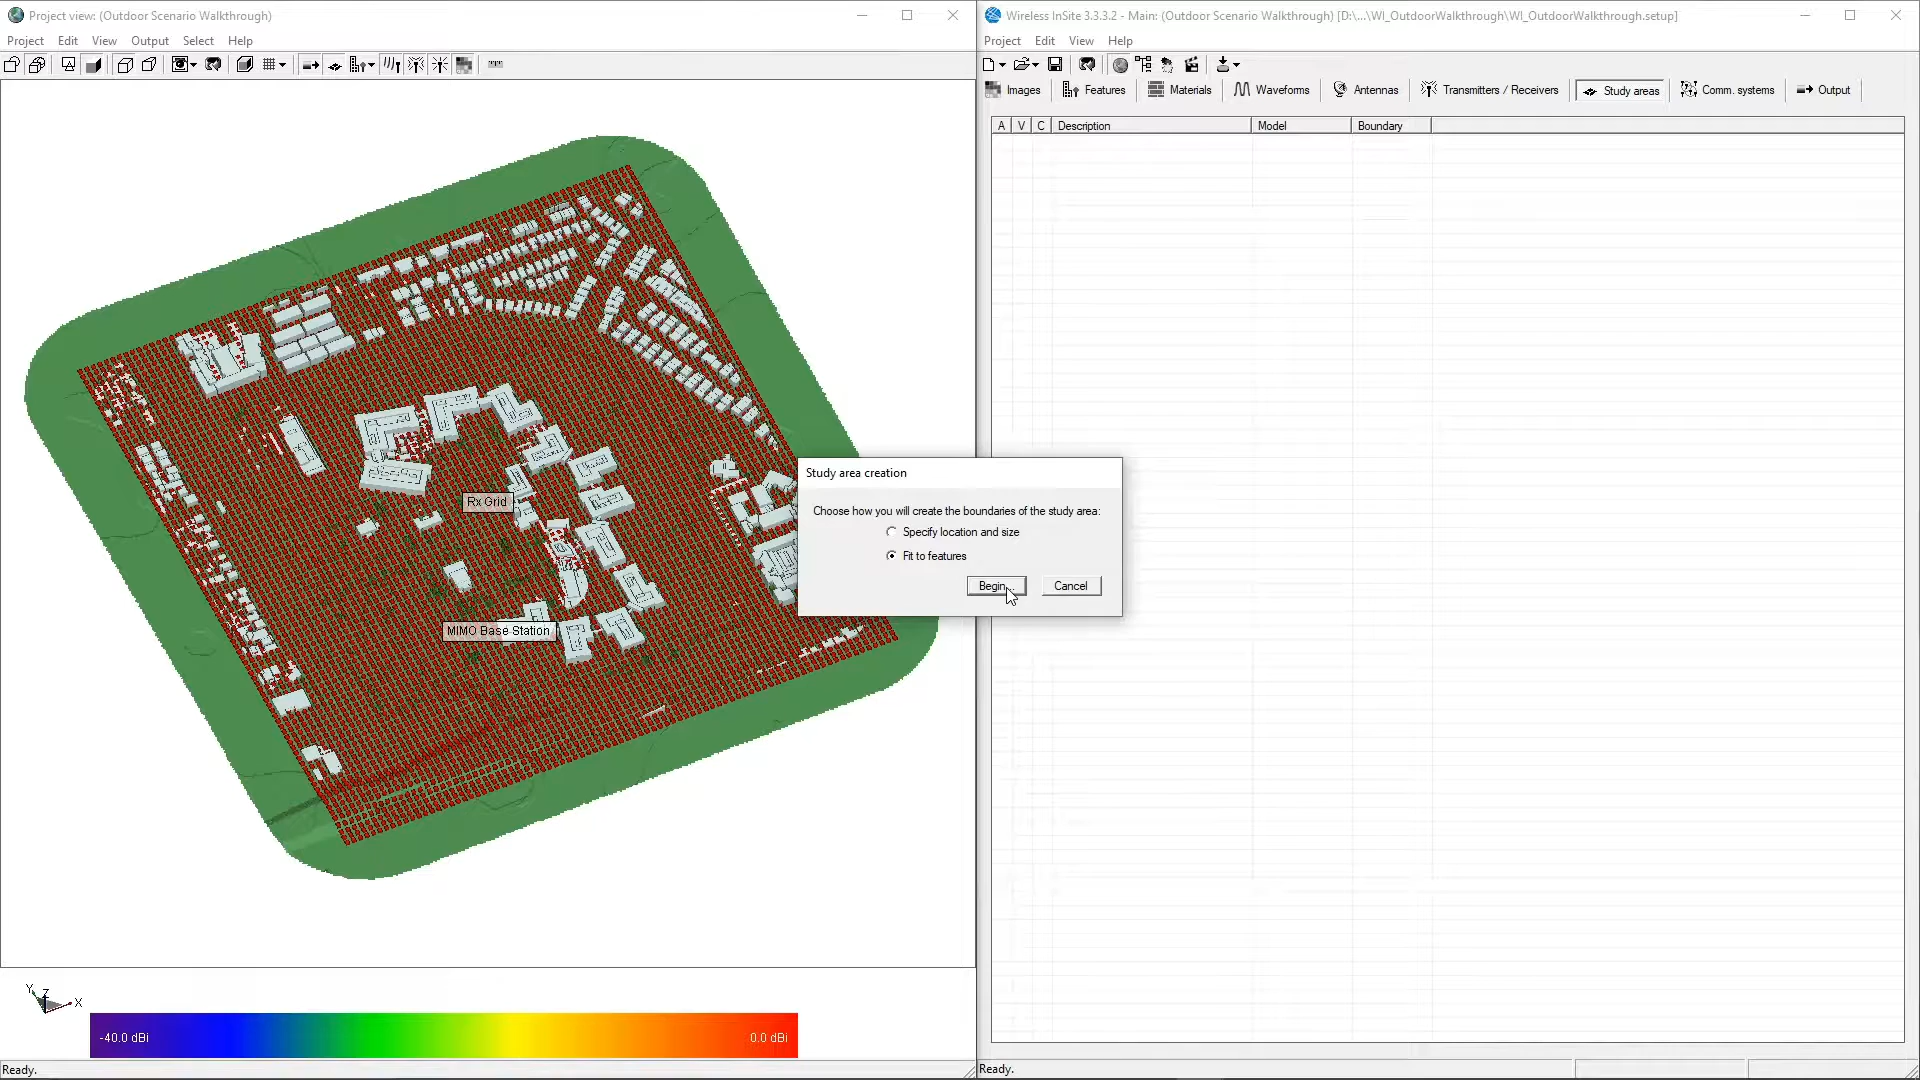 Project view: (Outdoor Scenario Walkthrough)
Project Edit View Output Select Help
Rx Grid
MIMO Base Station
Y Z X
-40.0 dBi 0.0 dBi
Ready.
Wireless InSite 3.3.3.2 - Main: (Outdoor Scenario Walkthrough) [D:\...\WI_OutdoorWalkthrough\WI_OutdoorWalkthrough.setup]
Project Edit View Help
Images Features Materials Waveforms Antennas Transmitters / Receivers Study areas Comm. systems Output
A V C Description Model Boundary
Study area creation
Choose how you will create the boundaries of the study area:
Specify location and size
Fit to features
Begin... Cancel
Ready.